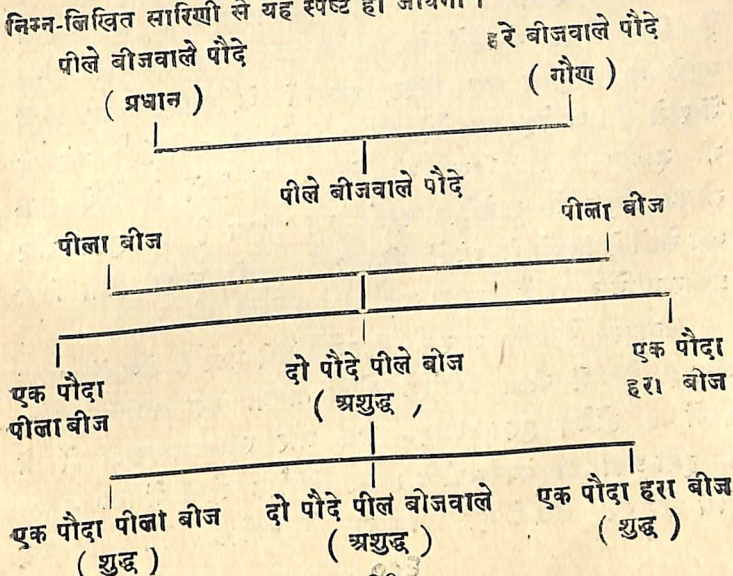 निम्न-लिखित सारिणी से यह स्पष्ट हो जायगा ।
पीले बीजवाले पौदे
हरे बीजवाले पौदे
( प्रधान )
( गौण )
पीले बीजवाले पौदे
पीला बीज
पीला बीज
एक पौदा
पीला बीज
दो पौदे पीले बोज
( अशुद्ध ,
एक पौदा
हरा बोज
एक पौदा पीला बीज
( शुद्ध )
दो पौदे पीले बोजवाले
( अशुद्ध )
एक पौदा हरा बीज
( शुद्ध )